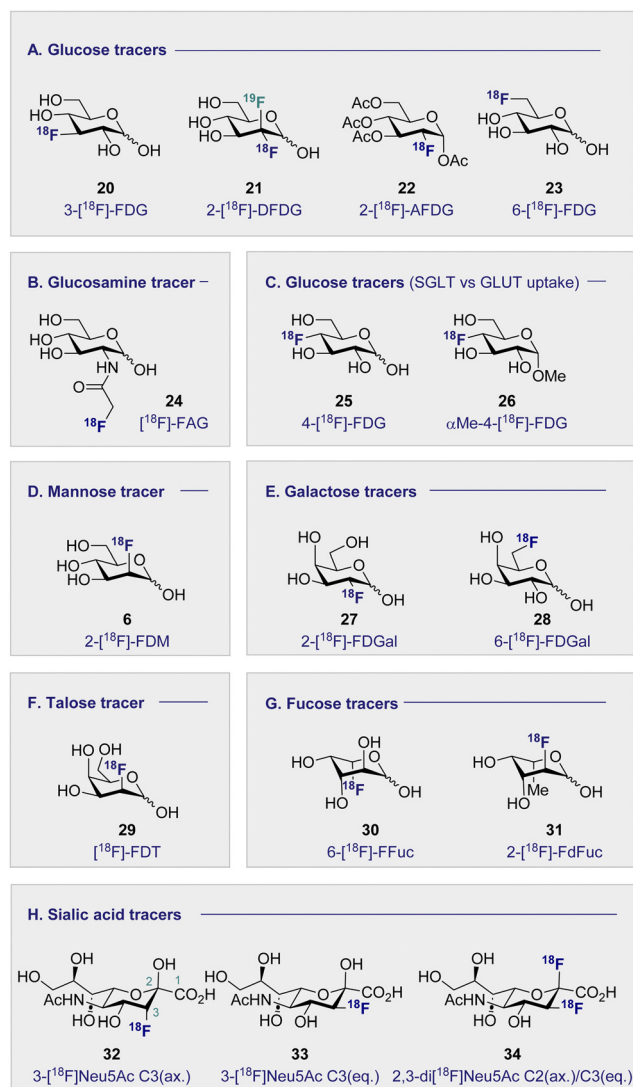 A. Glucose tracers
HO
HO
¹⁸F
O
HO
OH
20
3-[¹⁸F]-FDG
HO
¹⁹F
HO
HO
O
¹⁸F
OH
21
2-[¹⁸F]-DFDG
AcO
AcO
AcO
O
¹⁸F
OAc
22
2-[¹⁸F]-AFDG
¹⁸F
HO
HO
O
HO
OH
23
6-[¹⁸F]-FDG
B. Glucosamine tracer
HO
HO
HO
O
OH
HN
O
¹⁸F
24
[¹⁸F]-FAG
C. Glucose tracers (SGLT vs GLUT uptake)
HO
¹⁸F
HO
O
HO
OH
25
4-[¹⁸F]-FDG
HO
¹⁸F
HO
O
HO
OMe
26
αMe-4-[¹⁸F]-FDG
D. Mannose tracer
HO
¹⁸F
HO
HO
O
OH
6
2-[¹⁸F]-FDM
E. Galactose tracers
HO
OH
O
HO
¹⁸F
OH
27
2-[¹⁸F]-FDGal
HO
¹⁸F
O
HO
HO
OH
28
6-[¹⁸F]-FDGal
F. Talose tracer
HO
OH
¹⁸F
O
HO
OH
29
[¹⁸F]-FDT
G. Fucose tracers
OH
HO
O
¹⁸F
HO
OH
30
6-[¹⁸F]-FFuc
¹⁸F
HO
O
Me
HO
OH
31
2-[¹⁸F]-FdFuc
H. Sialic acid tracers
OH
HO
AcHN
HO
O
HO
OH
2
1
CO₂H
3
¹⁸F
32
3-[¹⁸F]Neu5Ac C3(ax.)
OH
HO
AcHN
HO
O
OH
OH
CO₂H
¹⁸F
33
3-[¹⁸F]Neu5Ac C3(eq.)
OH
HO
AcHN
HO
O
OH
¹⁸F
CO₂H
¹⁸F
34
2,3-di[¹⁸F]Neu5Ac C2(ax.)/C3(eq.)